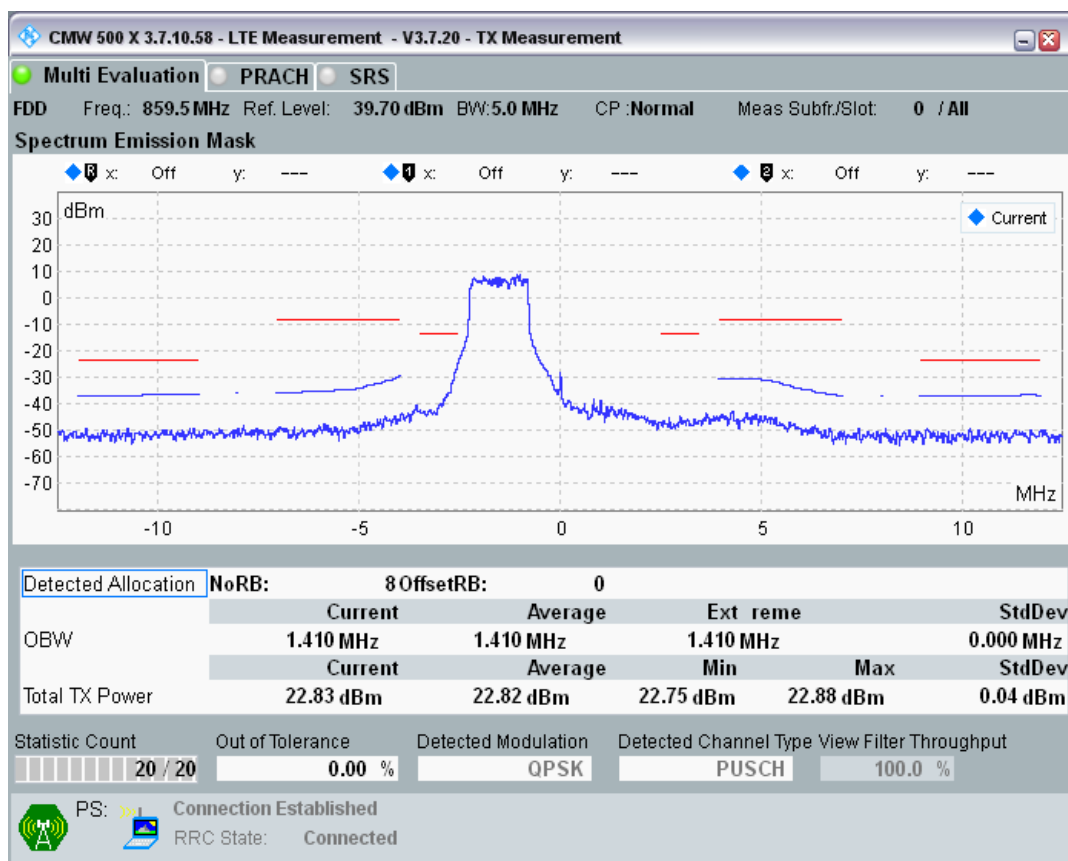 CMW 500 X 3.7.10.58 - LTE Measurement - V3.7.20 - TX Measurement
Multi Evaluation PRACH SRS
FDD Freq.: 859.5 MHz Ref. Level: 39.70 dBm BW:5.0 MHz CP :Normal Meas Subfr./Slot: 0 / All
Spectrum Emission Mask
R x: Off y: --- 1 x: Off y: --- 2 x: Off y: ---
dBm
Current
30
20
10
0
-10
-20
-30
-40
-50
-60
-70
MHz
-10 -5 0 5 10
Detected Allocation NoRB: 8 OffsetRB: 0
Current Average Ext reme StdDev
OBW 1.410 MHz 1.410 MHz 1.410 MHz 0.000 MHz
Current Average Min Max StdDev
Total TX Power 22.83 dBm 22.82 dBm 22.75 dBm 22.88 dBm 0.04 dBm
Statistic Count Out of Tolerance Detected Modulation Detected Channel Type View Filter Throughput
20 / 20 0.00 % QPSK PUSCH 100.0 %
PS: Connection Established
RRC State: Connected